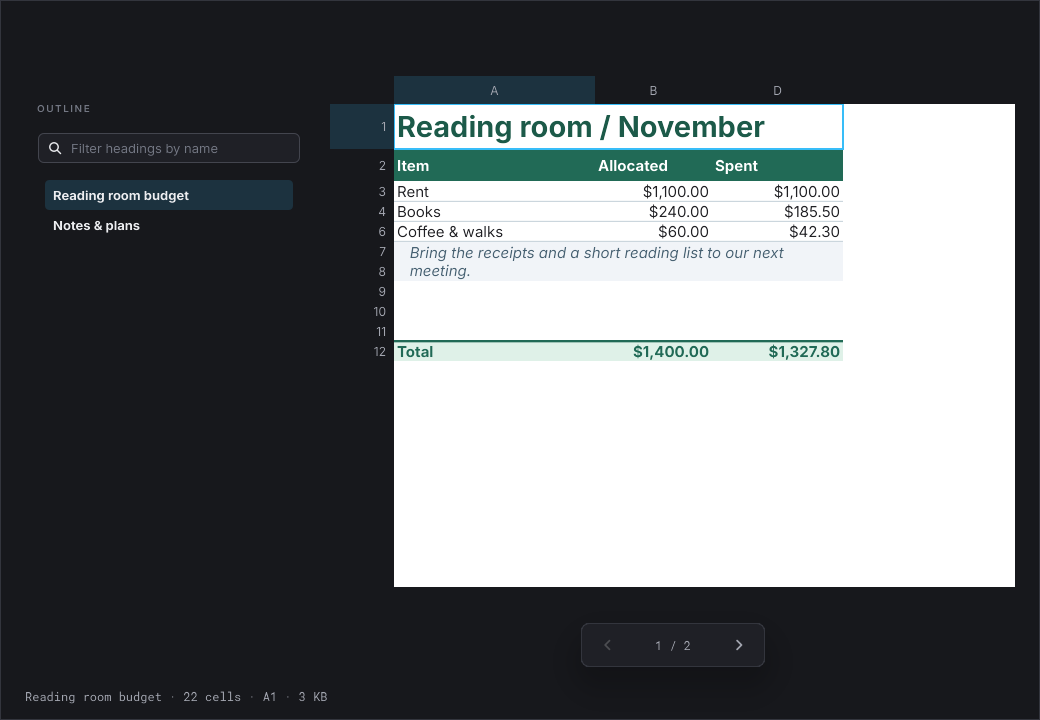 OUTLINE
Filter headings by name
Reading room budget
Notes & plans
A B D
1 Reading room / November
2 Item Allocated Spent
3 Rent $1,100.00 $1,100.00
4 Books $240.00 $185.50
6 Coffee & walks $60.00 $42.30
7 Bring the receipts and a short reading list to our next
8 meeting.
9
10
11
12 Total $1,400.00 $1,327.80
1 / 2
Reading room budget · 22 cells · A1 · 3 KB